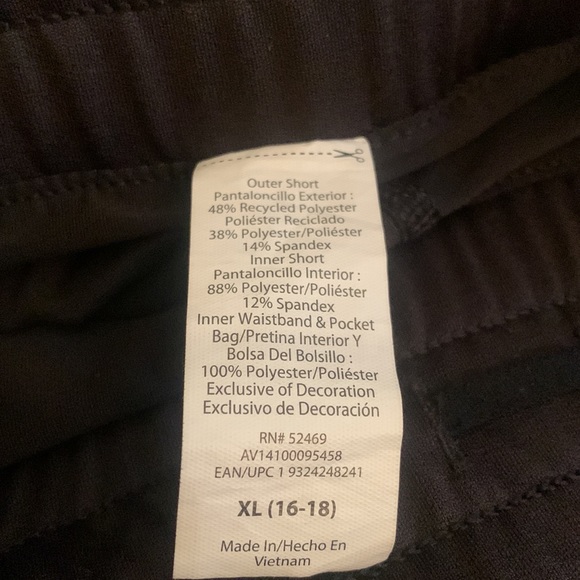 Outer Short
Pantaloncillo Exterior :
48% Recycled Polyester
Poliéster Reciclado
38% Polyester/Poliéster
14% Spandex
Inner Short
Pantaloncillo Interior :
88% Polyester/Poliéster
12% Spandex
Inner Waistband & Pocket
Bag/Pretina Interior Y
Bolsa Del Bolsillo :
100% Polyester/Poliéster
Exclusive of Decoration
Exclusivo de Decoración
RN# 52469
AV14100095458
EAN/UPC 1 9324248241
XL (16-18)
Made In/Hecho En
Vietnam